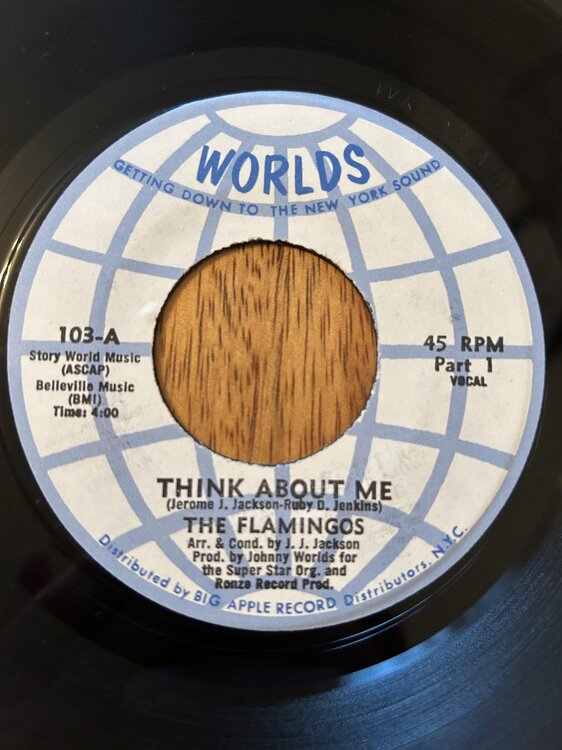 WORLDS
GETTING DOWN TO THE NEW YORK SOUND
103-A
Story World Music
(ASCAP)
Belleville Music
(BMI)
Time: 4:00
45 RPM
Part 1
VOCAL
THINK ABOUT ME
(Jerome J. Jackson-Ruby D. Jenkins)
THE FLAMINGOS
Arr. & Cond. by J. J. Jackson
Prod. by Johnny Worlds for
the Super Star Org. and
Ronze Record Prod.
Distributed by BIG APPLE RECORD Distributors, N.Y.C.